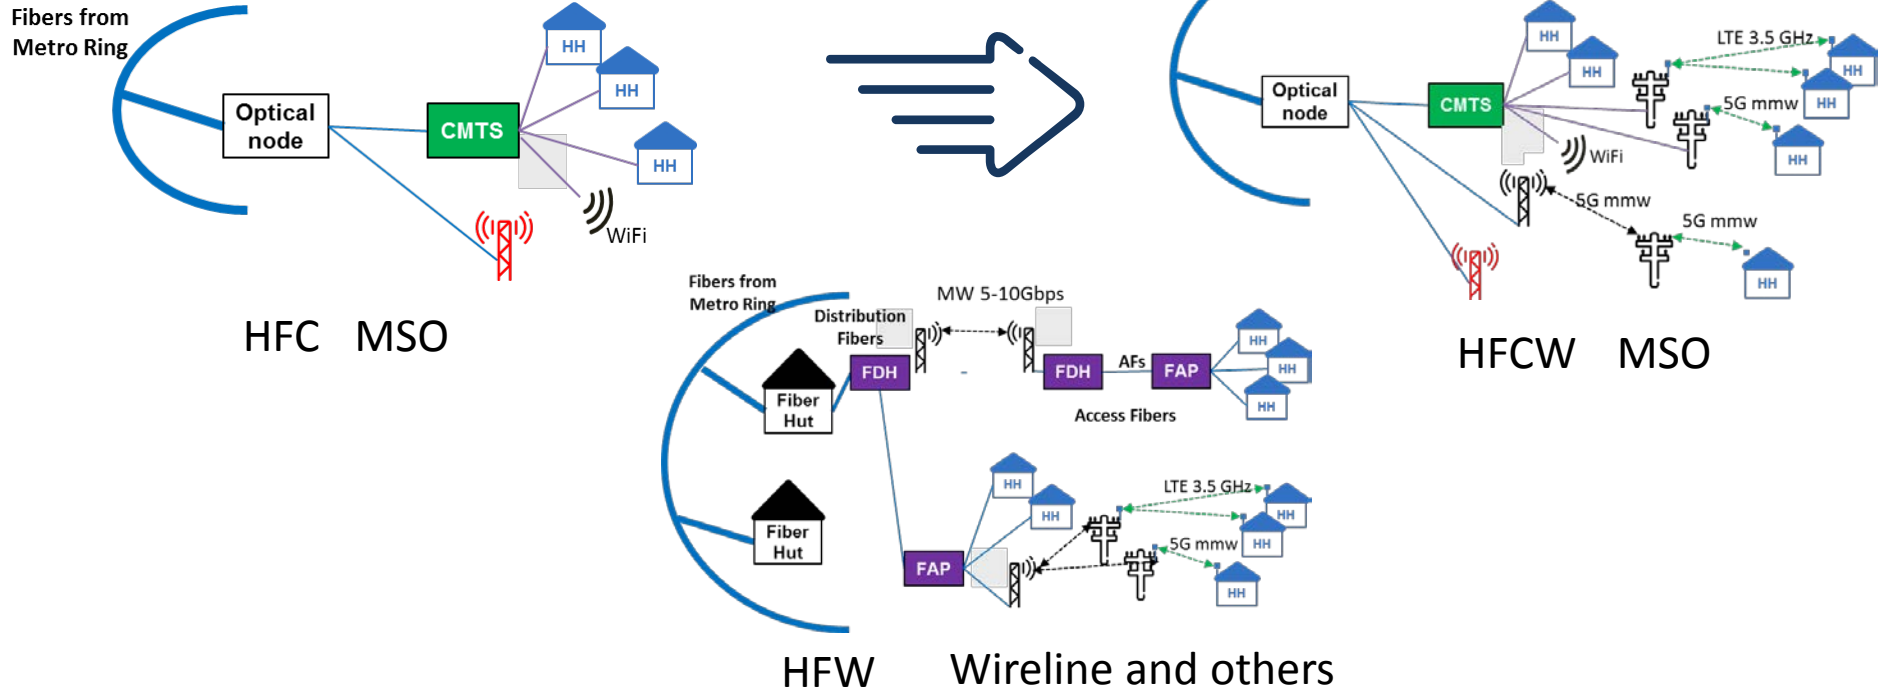 Fibers from
Metro Ring
Optical
node
CMTS
HH
HH
HH
WiFi
HFC MSO
Optical
node
CMTS
HH
HH
LTE 3.5 GHz
HH
HH
5G mmw
HH
WiFi
5G mmw
5G mmw
HH
HFCW MSO
Fibers from
Metro Ring
Distribution
Fibers
MW 5-10Gbps
Fiber
Hut
FDH
FDH
AFs
FAP
HH
HH
HH
Access Fibers
Fiber
Hut
FAP
HH
HH
LTE 3.5 GHz
HH
HH
5G mmw
HH
HFW Wireline and others